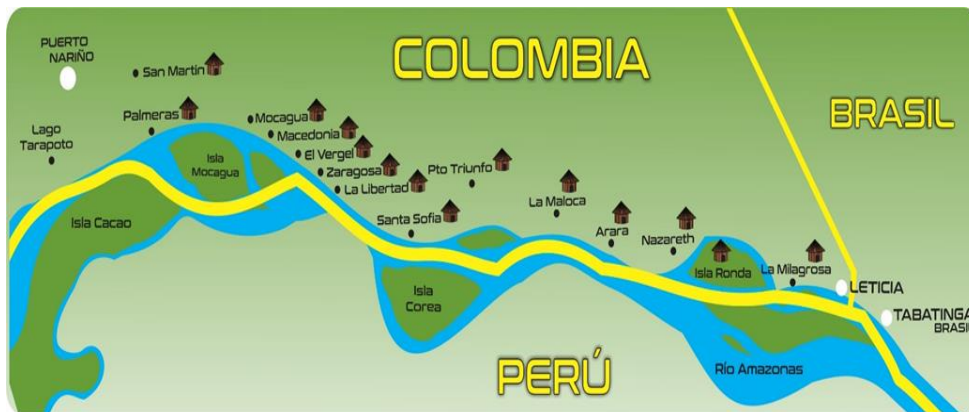 COLOMBIA
BRASIL
PERÚ
PUERTO
NARIÑO
San Martín
Lago
Tarapoto
Palmeras
Isla
Mocagua
Mocagua
Macedonia
El Vergel
Zaragosa
La Libertad
Pto Triunfo
Isla Cacao
Santa Sofía
La Maloca
Arara
Nazareth
Isla Ronda
La Milagrosa
LETICIA
TABATINGA
BRASIL
Isla
Corea
Río Amazonas